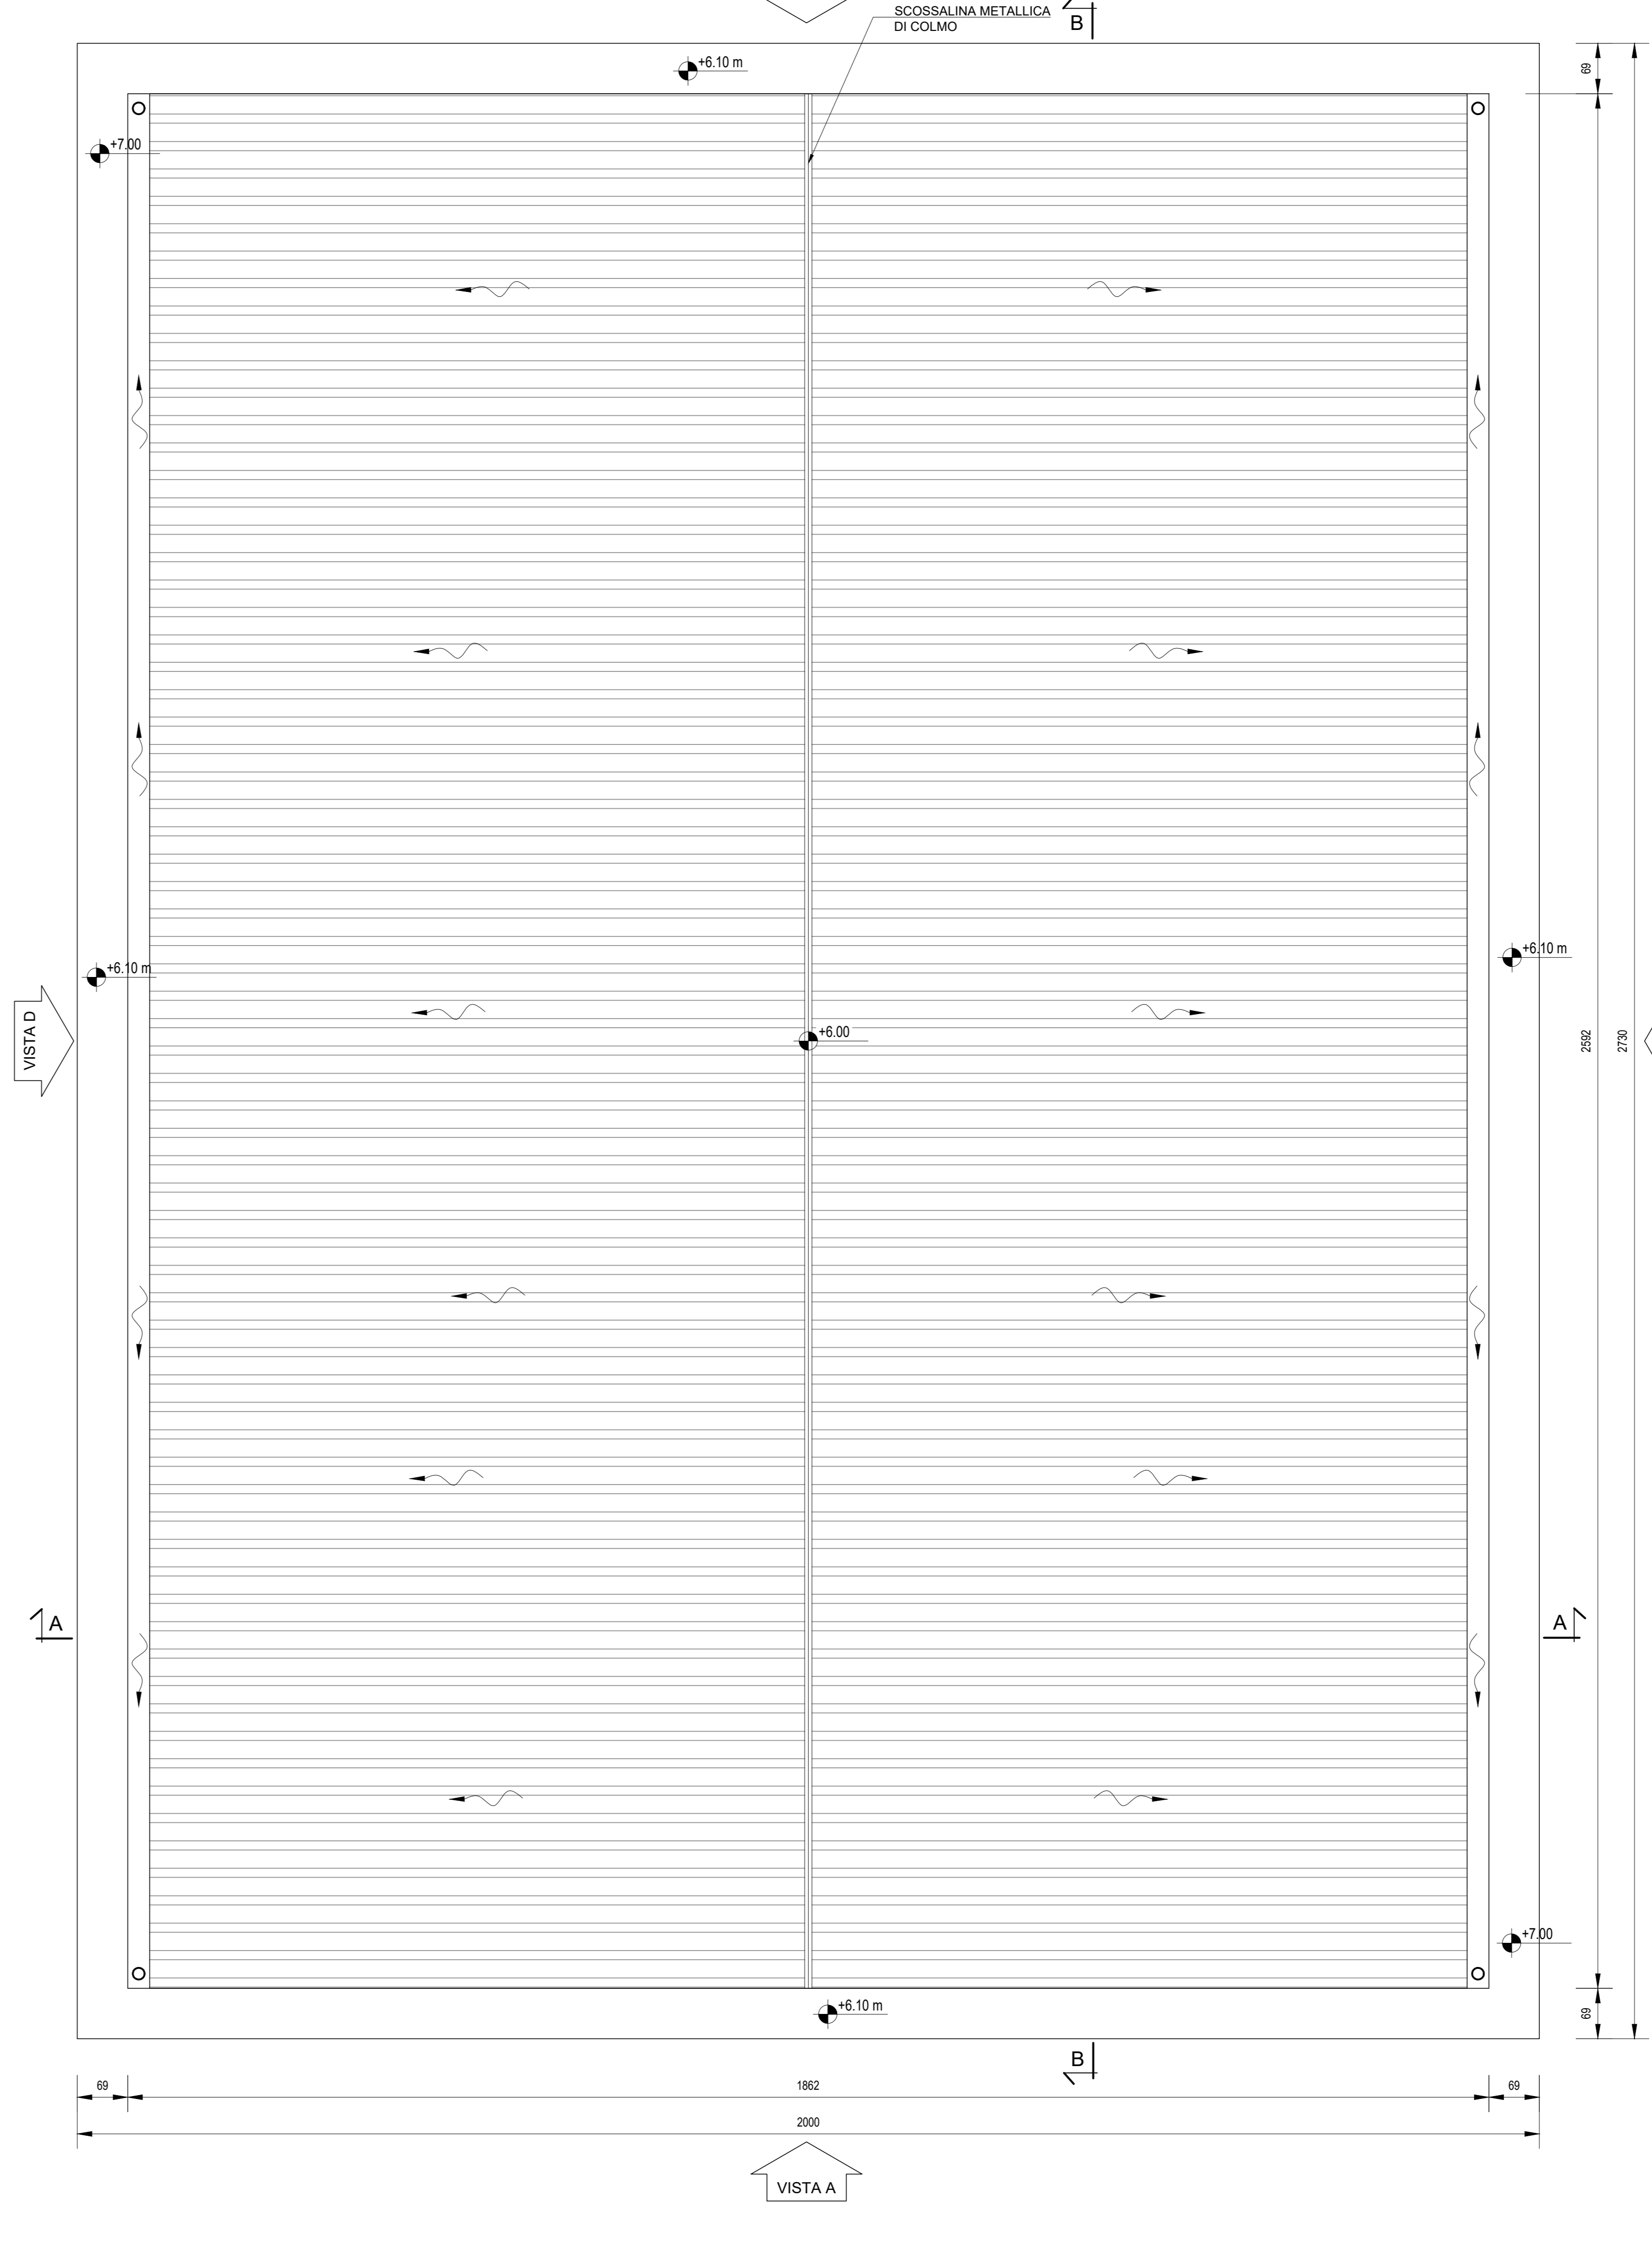 SCOSSALINA METALLICA
DI COLMO
B
+6.10 m
69
+7.00
+6.10 m
+6.10 m
VISTA D
+6.00
2592
2730
A
A
+7.00
+6.10 m
69
B
69
1862
69
2000
VISTA A